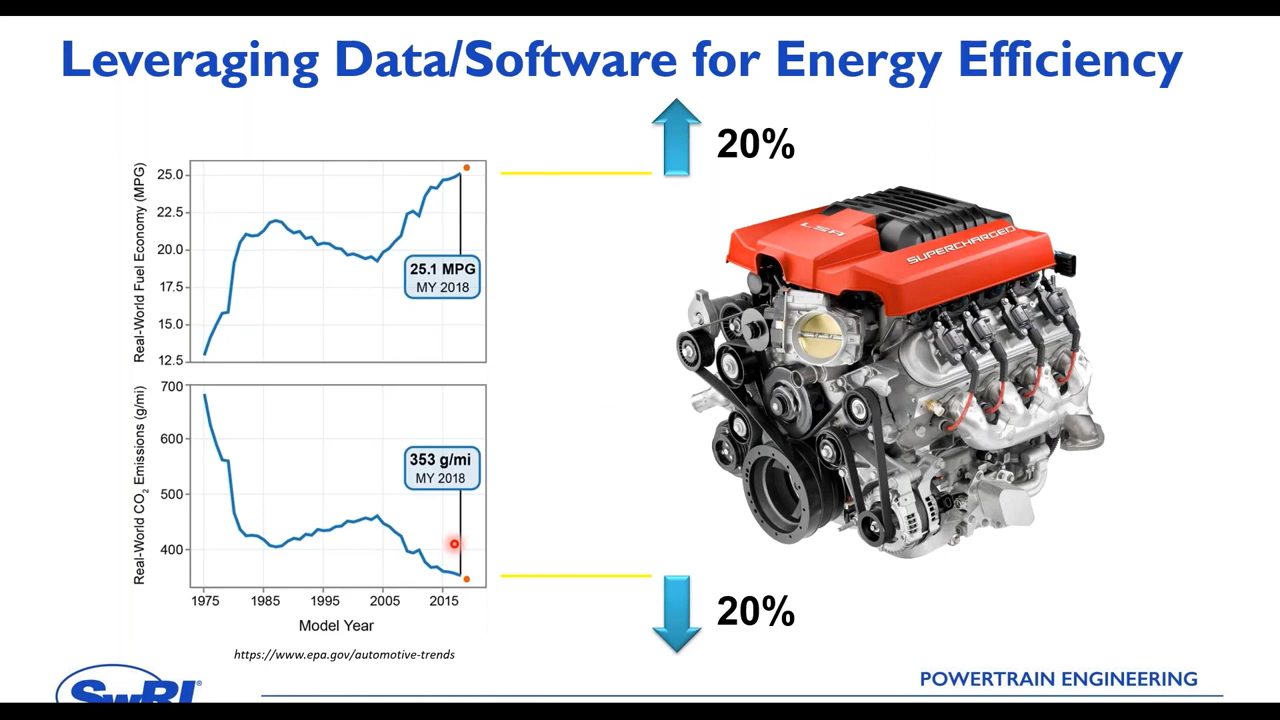 Leveraging Data/Software for Energy Efficiency
20%
Real-World Fuel Economy (MPG)
25.0
22.5
20.0
17.5
15.0
12.5
25.1 MPG
MY 2018
LSA
SUPERCHARGED
Real-World CO₂ Emissions (g/mi)
700
600
500
400
353 g/mi
MY 2018
1975 1985 1995 2005 2015
Model Year
20%
https://www.epa.gov/automotive-trends
SwRI
POWERTRAIN ENGINEERING